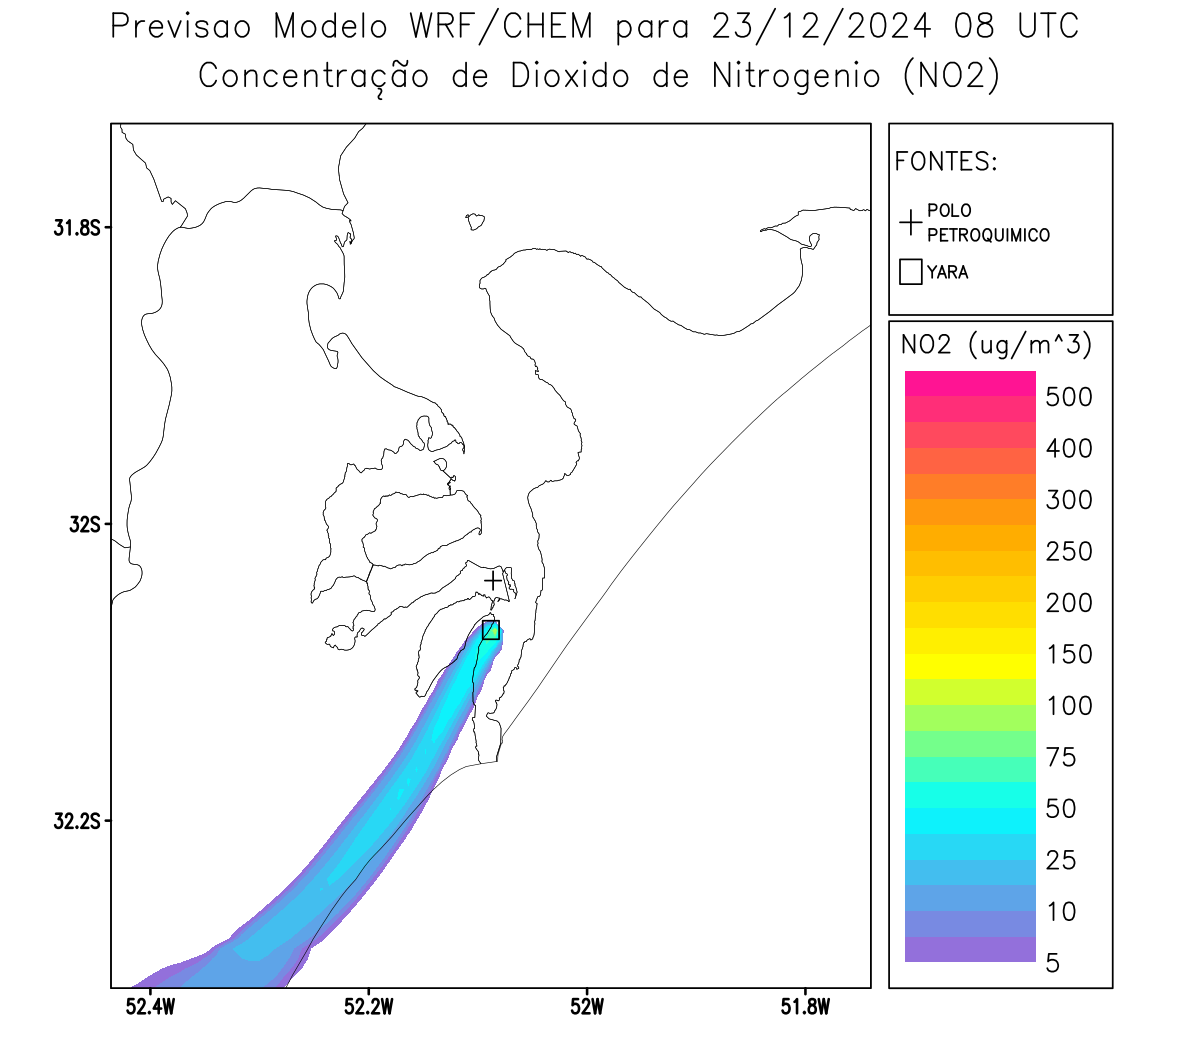 Previsao Modelo WRF/CHEM para 23/12/2024 08 UTC
Concentração de Dioxido de Nitrogenio (NO2)
FONTES:
POLO
PETROQUIMICO
YARA
NO2 (ug/m^3)
500
400
300
250
200
150
100
75
50
25
10
5
31.8S
32S
32.2S
52.4W
52.2W
52W
51.8W